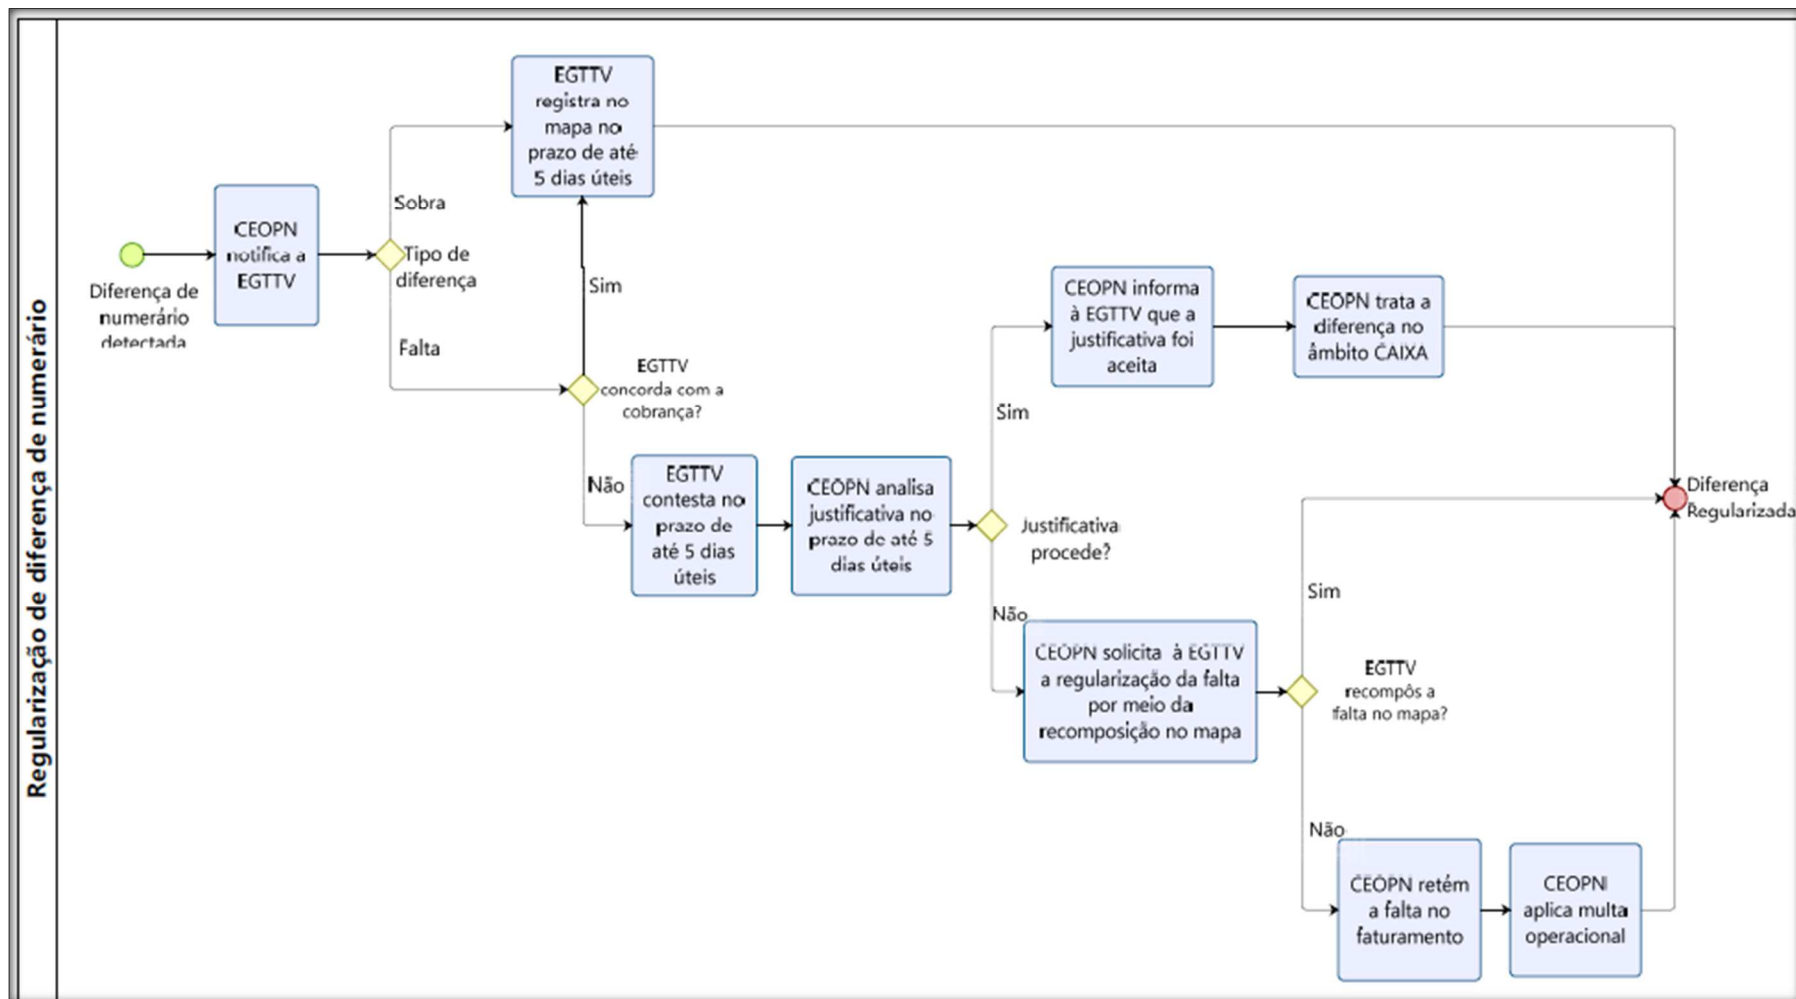 Regularização de diferença de numerário
Diferença de
numerário
detectada
CEOPN
notifica a
EGTTV
Tipo de
diferença
Sobra
Falta
EGTTV
registra no
mapa no
prazo de até
5 dias úteis
Sim
EGTTV
concorda com a
cobrança?
Não
EGTTV
contesta no
prazo de
até 5 dias
úteis
CEOPN analisa
justificativa no
prazo de até 5
dias úteis
Justificativa
procede?
Sim
CEOPN informa
à EGTTV que a
justificativa foi
aceita
CEOPN trata a
diferença no
âmbito CAIXA
Não
CEOPN solicita à EGTTV
a regularização da falta
por meio da
recomposição no mapa
EGTTV
recompôs a
falta no mapa?
Sim
Não
CEOPN retém
a falta no
faturamento
CEOPN
aplica multa
operacional
Diferença
Regularizada